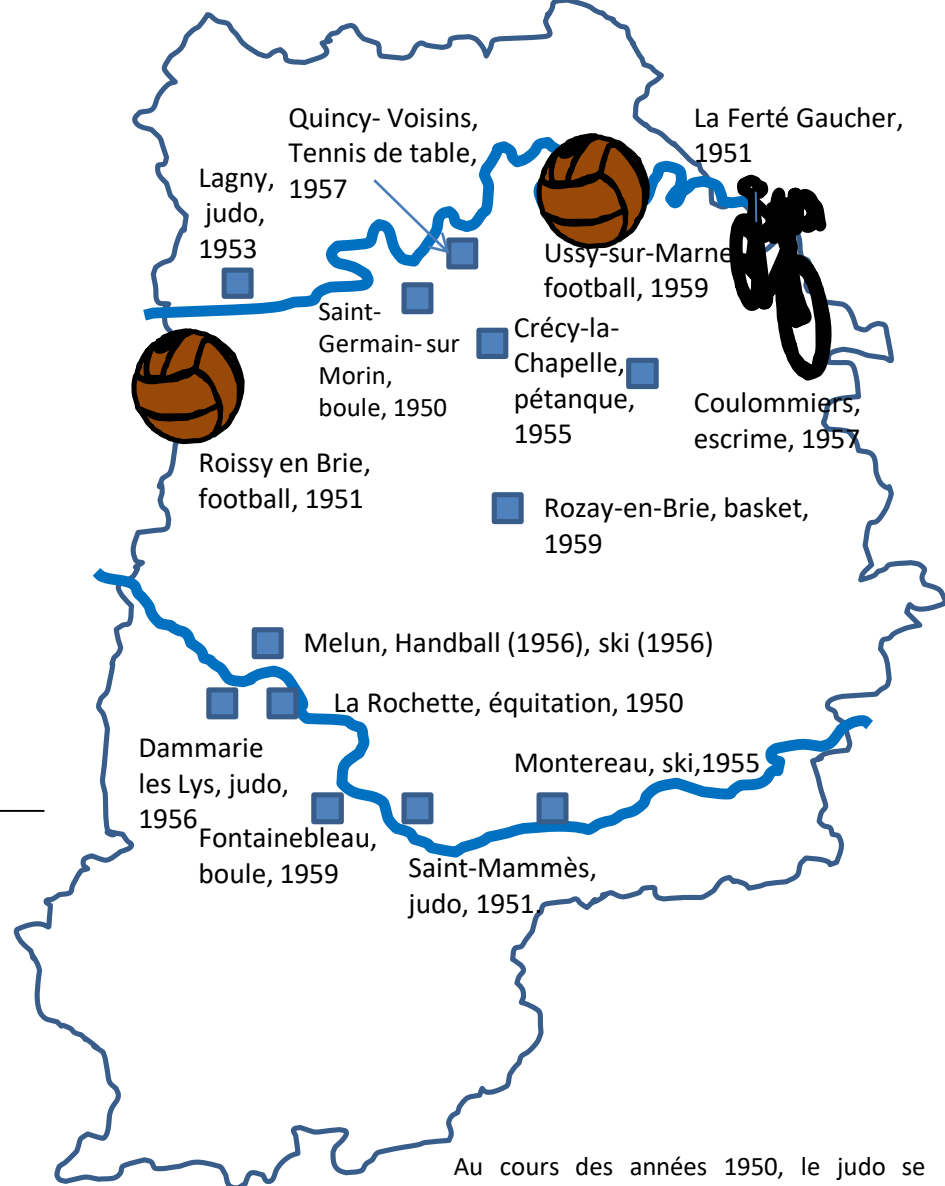 Quincy- Voisins,
Tennis de table,
1957
La Ferté Gaucher,
1951
Lagny,
judo,
1953
Ussy-sur-Marne
football, 1959
Saint-
Germain- sur
Morin,
boule, 1950
Crécy-la-
Chapelle,
pétanque,
1955
Coulommiers,
escrime, 1957
Roissy en Brie,
football, 1951
Rozay-en-Brie, basket,
1959
Melun, Handball (1956), ski (1956)
La Rochette, équitation, 1950
Dammarie
les Lys, judo,
1956
Montereau, ski,1955
Fontainebleau,
boule, 1959
Saint-Mammès,
judo, 1951.
Au cours des années 1950, le judo se